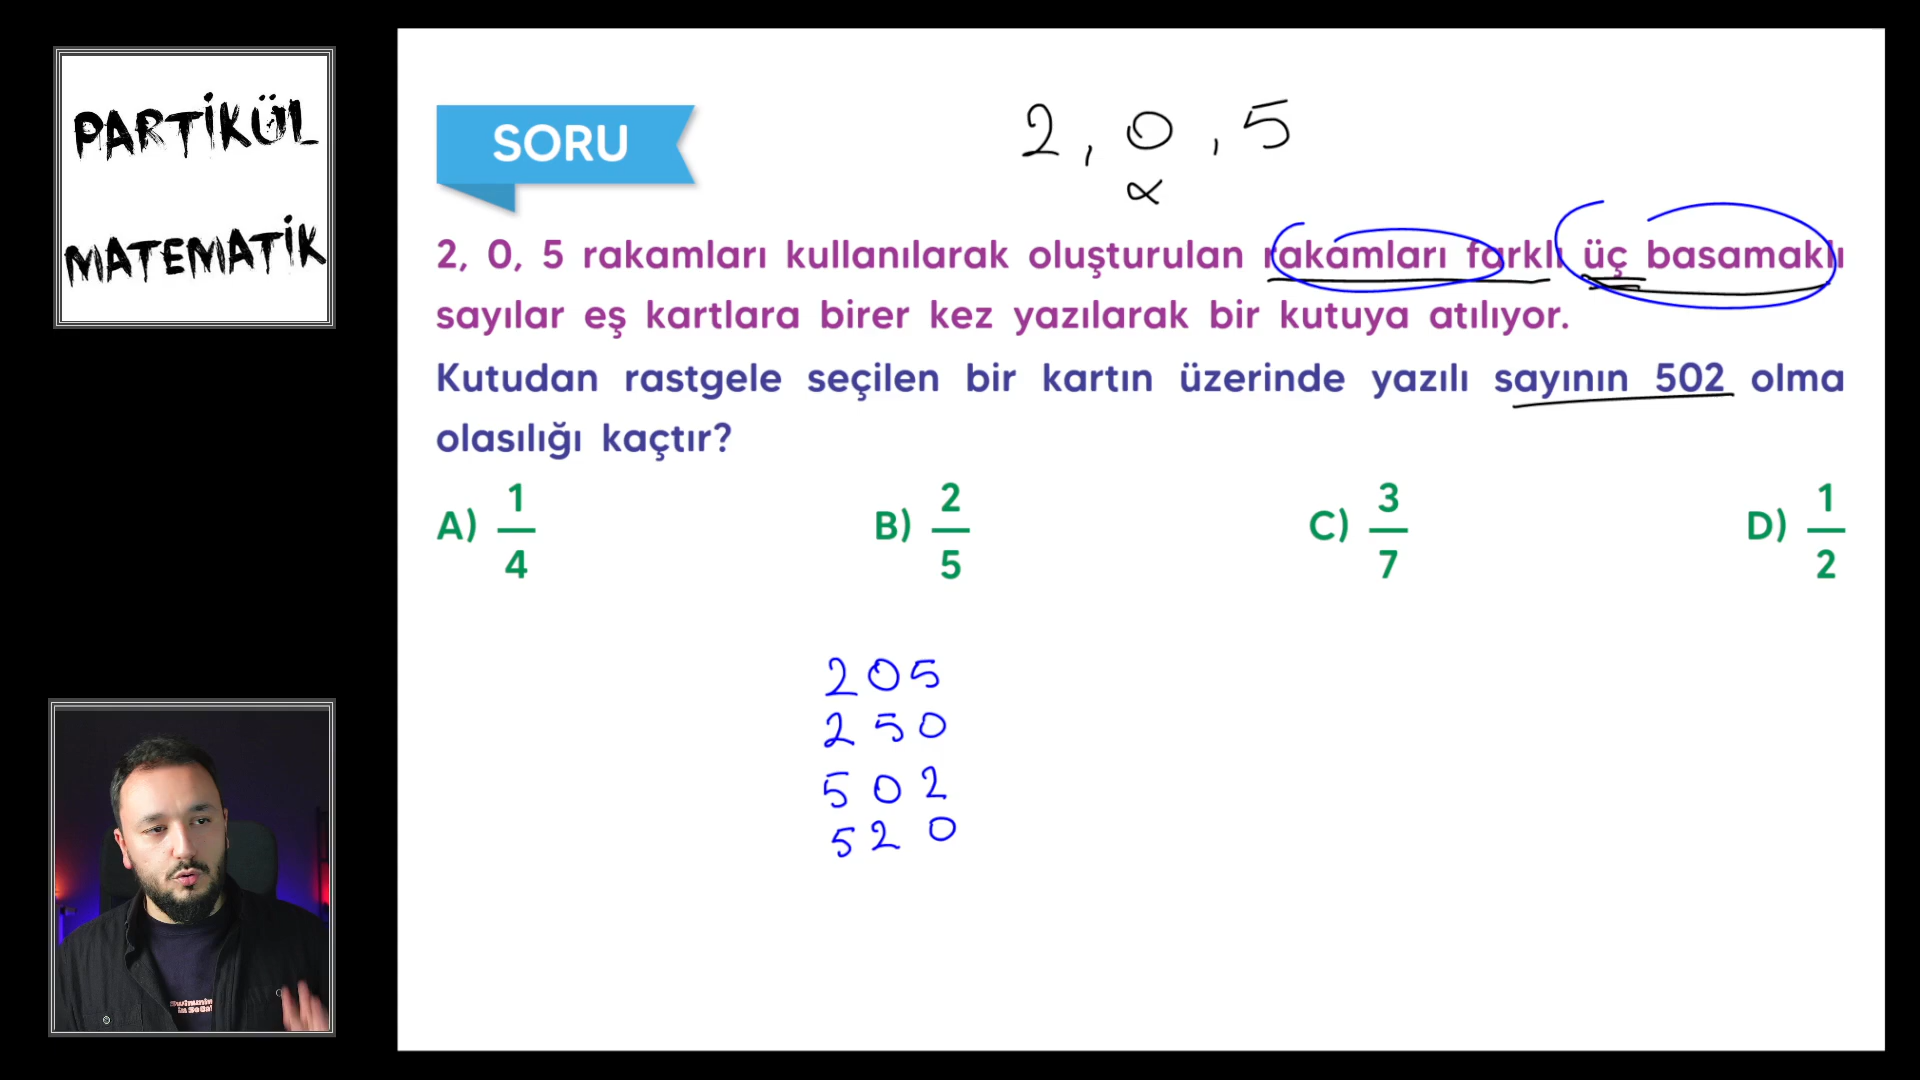 PARTİKÜL
MATEMATİK
SORU
2, 0, 5
2, 0, 5 rakamları kullanılarak oluşturulan rakamları farklı üç basamaklı
sayılar eş kartlara birer kez yazılarak bir kutuya atılıyor.
Kutudan rastgele seçilen bir kartın üzerinde yazılı sayının 502 olma
olasılığı kaçtır?
A) 1/4 B) 2/5 C) 3/7 D) 1/2
205
250
502
520